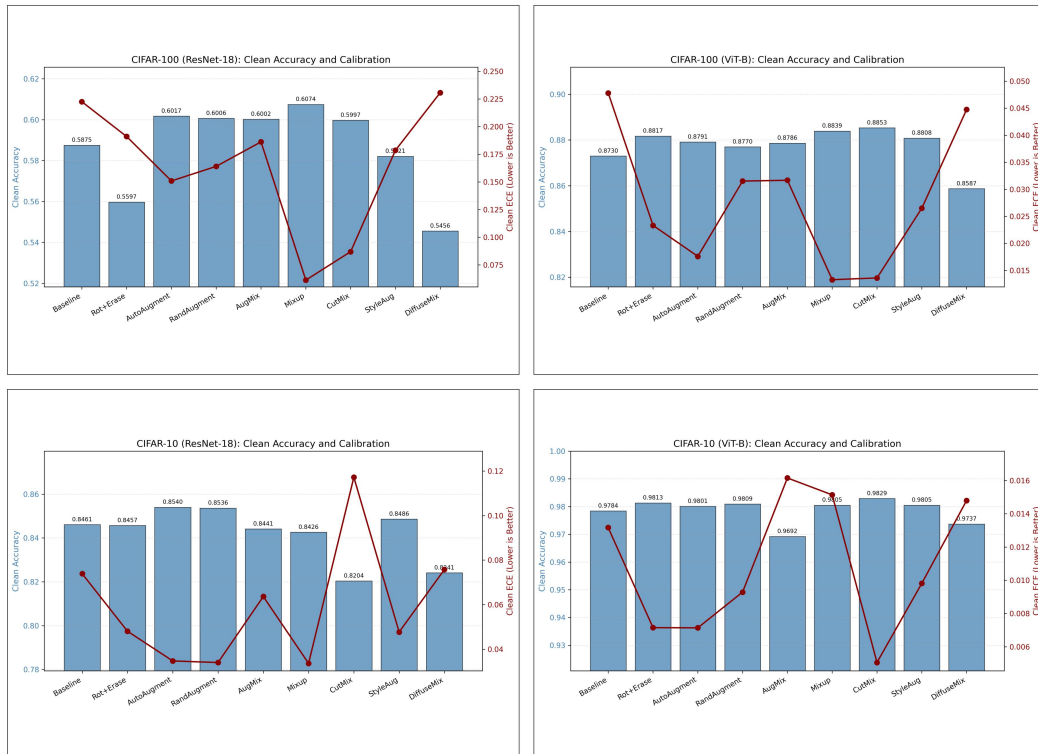 CIFAR-100 (ResNet-18): Clean Accuracy and Calibration
0.62
0.60
0.58
0.56
0.54
0.52
Clean Accuracy
0.5875
0.5597
0.6017
0.6006
0.6002
0.6074
0.5997
0.5456
0.250
0.225
0.200
0.175
0.150
0.125
0.100
0.075
Clean ECE (Lower is Better)
Baseline
Rot+Erase
AutoAugment
RandAugment
AugMix
Mixup
CutMix
StyleAug
DiffuseMix
CIFAR-100 (ViT-B): Clean Accuracy and Calibration
0.90
0.88
0.86
0.84
0.82
Clean Accuracy
0.8730
0.8817
0.8791
0.8770
0.8786
0.8839
0.8853
0.8808
0.8587
0.050
0.045
0.040
0.035
0.030
0.025
0.020
0.015
Clean ECE (Lower is Better)
Baseline
Rot+Erase
AutoAugment
RandAugment
AugMix
Mixup
CutMix
StyleAug
DiffuseMix
CIFAR-10 (ResNet-18): Clean Accuracy and Calibration
0.86
0.84
0.82
0.80
0.78
Clean Accuracy
0.8461
0.8457
0.8540
0.8536
0.8441
0.8426
0.8204
0.8486
0.12
0.10
0.08
0.06
0.04
Clean ECE (Lower is Better)
Baseline
Rot+Erase
AutoAugment
RandAugment
AugMix
Mixup
CutMix
StyleAug
DiffuseMix
CIFAR-10 (ViT-B): Clean Accuracy and Calibration
1.00
0.99
0.98
0.97
0.96
0.95
0.94
0.93
Clean Accuracy
0.9784
0.9813
0.9801
0.9809
0.9692
0.9829
0.9805
0.9737
0.016
0.014
0.012
0.010
0.008
0.006
Clean ECE (Lower is Better)
Baseline
Rot+Erase
AutoAugment
RandAugment
AugMix
Mixup
CutMix
StyleAug
DiffuseMix